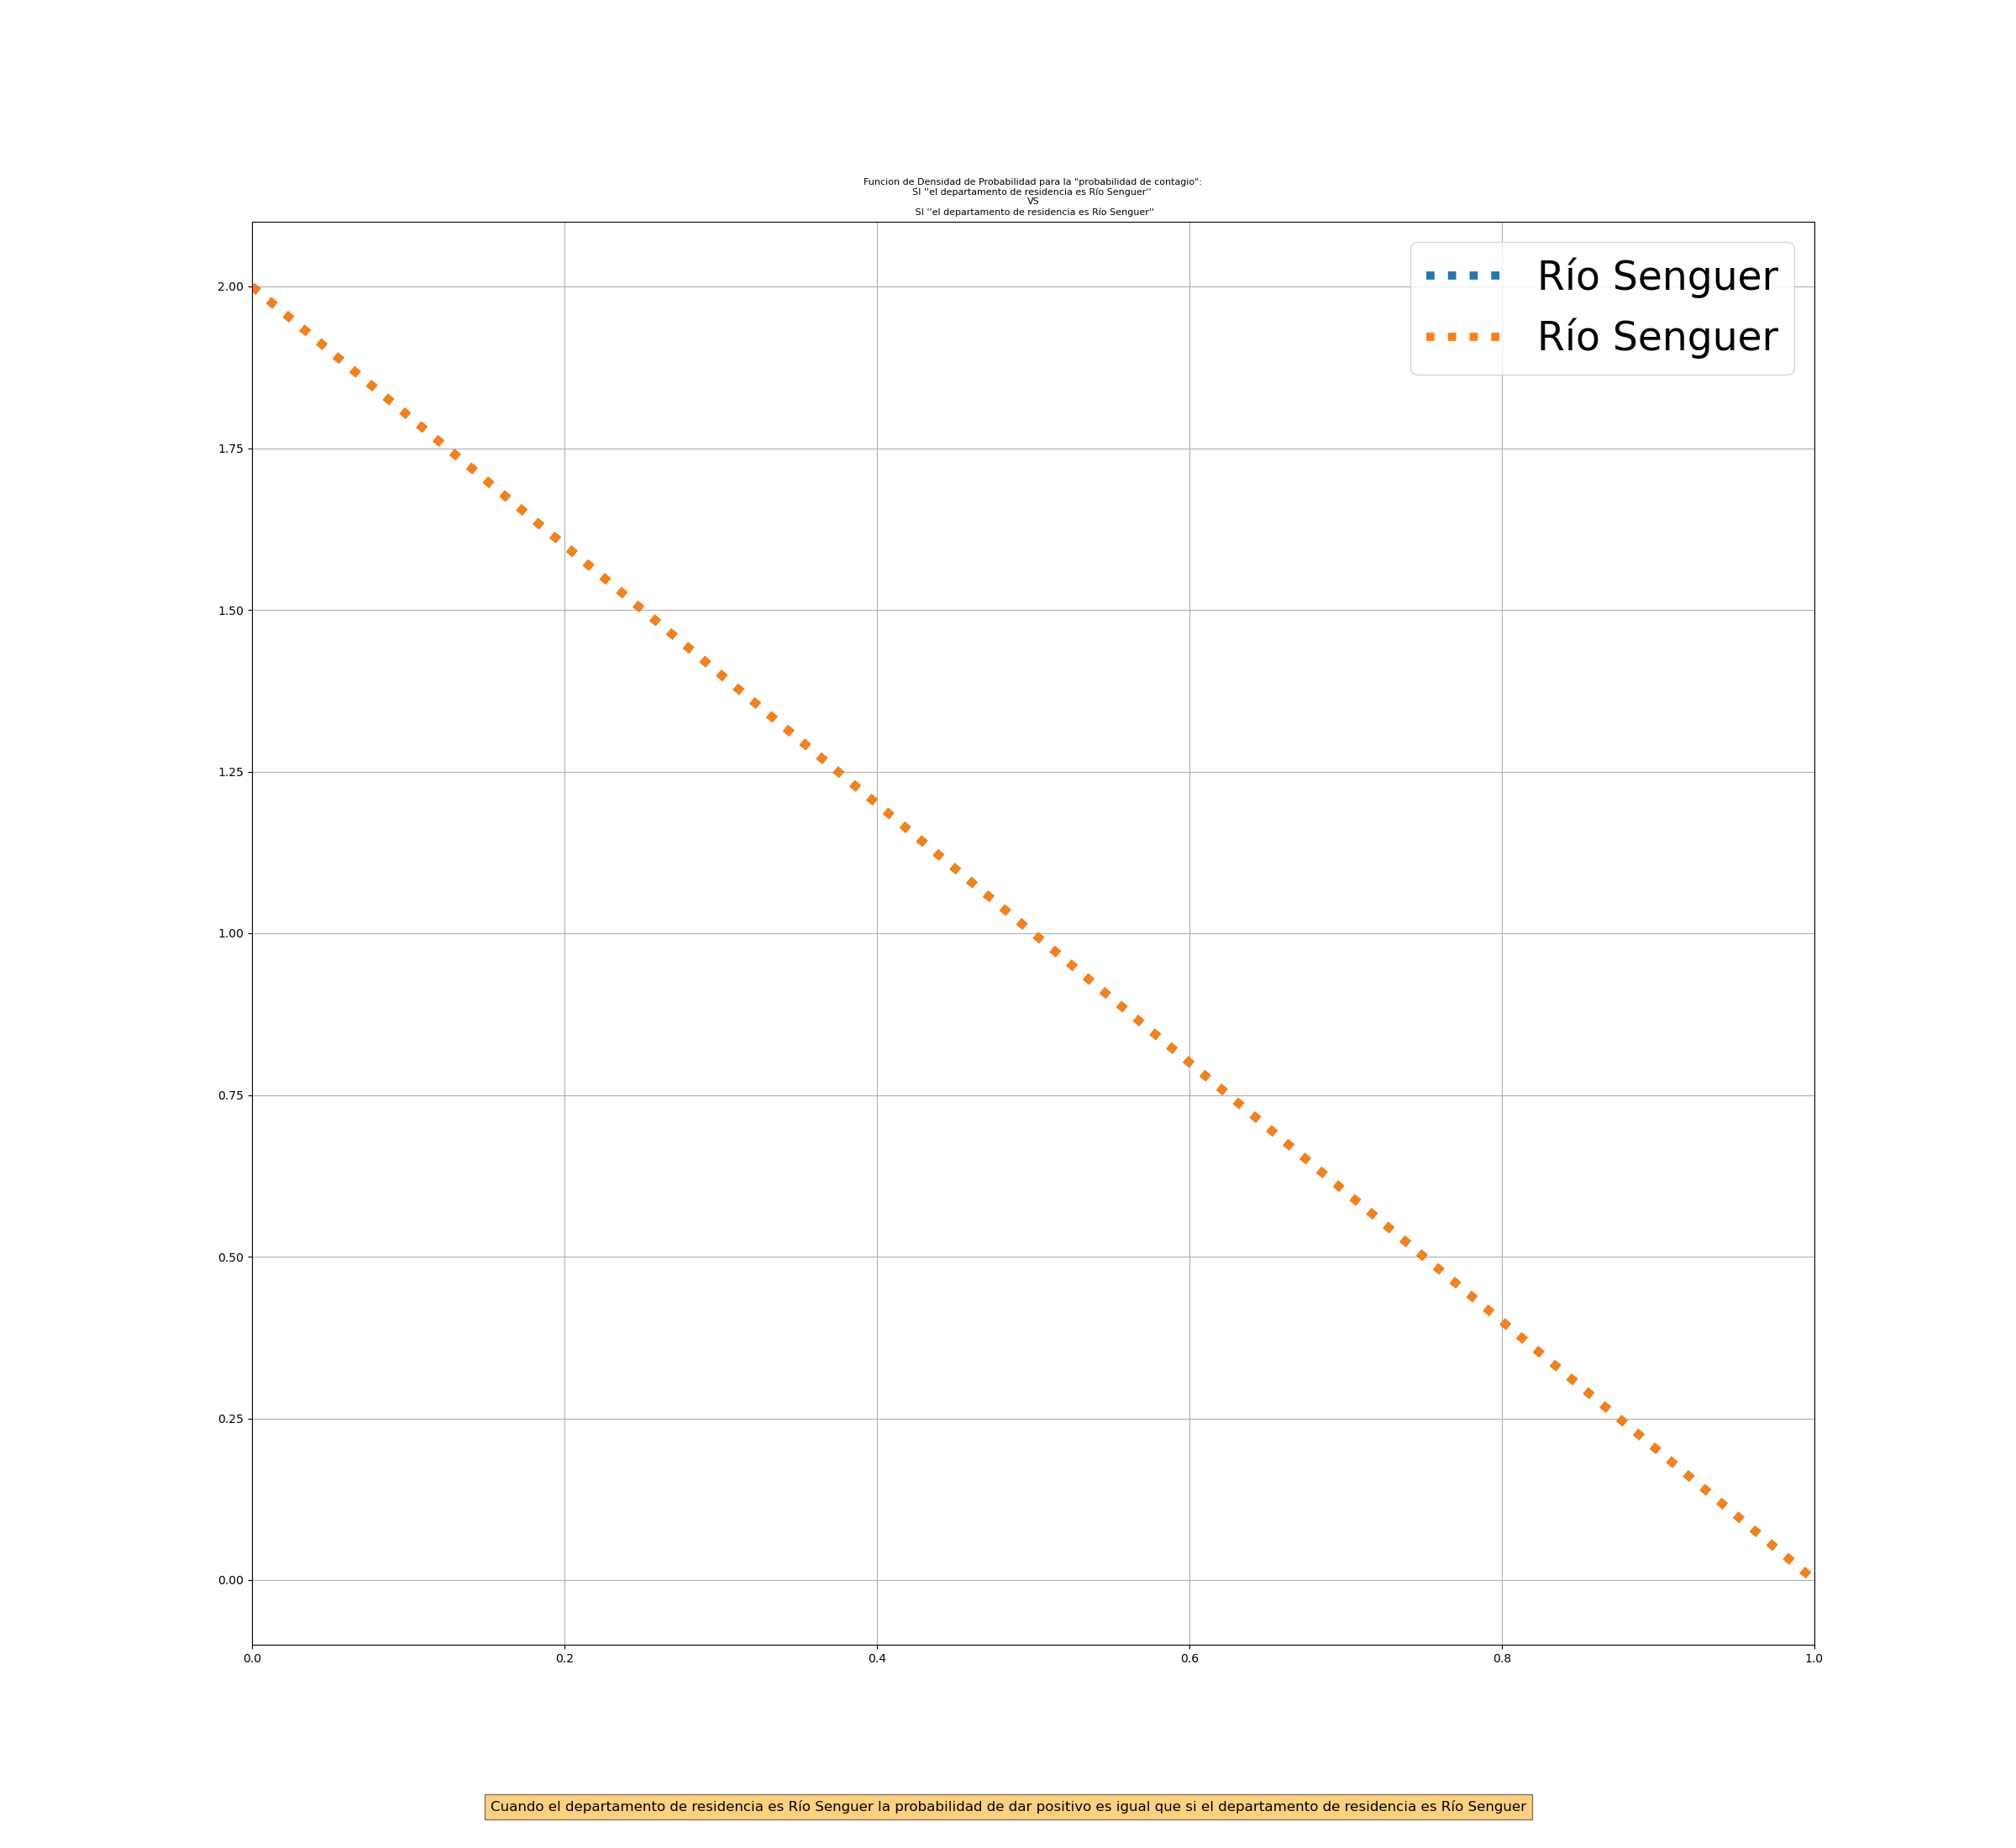 Funcion de Densidad de Probabilidad para la "probabilidad de contagio":
SI ''el departamento de residencia es Río Senguer''
VS
SI ''el departamento de residencia es Río Senguer''
Río Senguer
Río Senguer
2.00
1.75
1.50
1.25
1.00
0.75
0.50
0.25
0.00
0.0 0.2 0.4 0.6 0.8 1.0
Cuando el departamento de residencia es Río Senguer la probabilidad de dar positivo es igual que si el departamento de residencia es Río Senguer